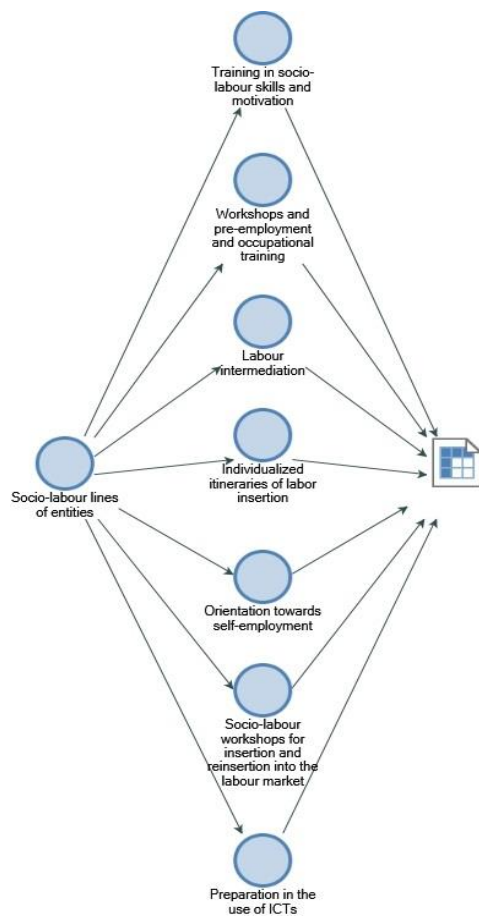 Training in socio-
labour skills and
motivation
Workshops and
pre-employment
and occupational
training
Labour
intermediation
Individualized
itineraries of labor
insertion
Socio-labour lines
of entities
Orientation towards
self-employment
Socio-labour
workshops for
insertion and
reinsertion into the
labour market
Preparation in the
use of ICTs